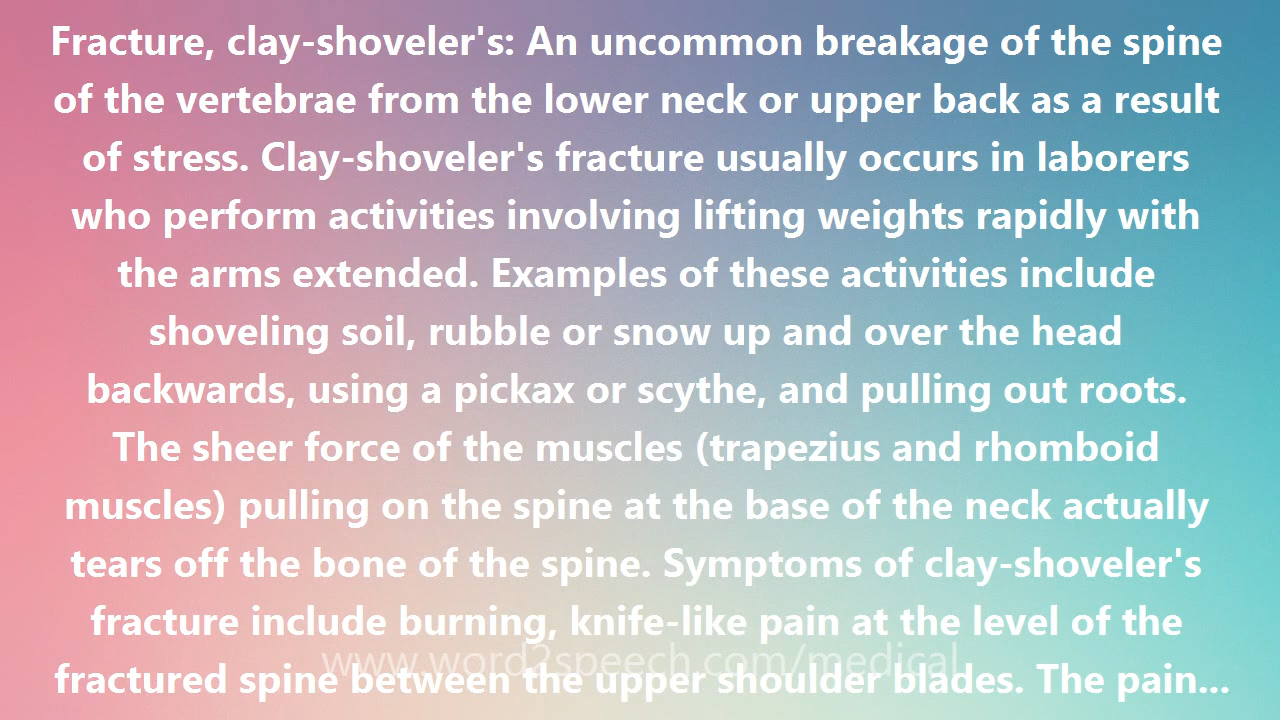 Fracture, clay-shoveler's: An uncommon breakage of the spine
of the vertebrae from the lower neck or upper back as a result
of stress. Clay-shoveler's fracture usually occurs in laborers
who perform activities involving lifting weights rapidly with
the arms extended. Examples of these activities include
shoveling soil, rubble or snow up and over the head
backwards, using a pickax or scythe, and pulling out roots.
The sheer force of the muscles (trapezius and rhomboid
muscles) pulling on the spine at the base of the neck actually
tears off the bone of the spine. Symptoms of clay-shoveler's
fracture include burning, knife-like pain at the level of the
www.word2speech.com/medical
fractured spine between the upper shoulder blades. The pain...